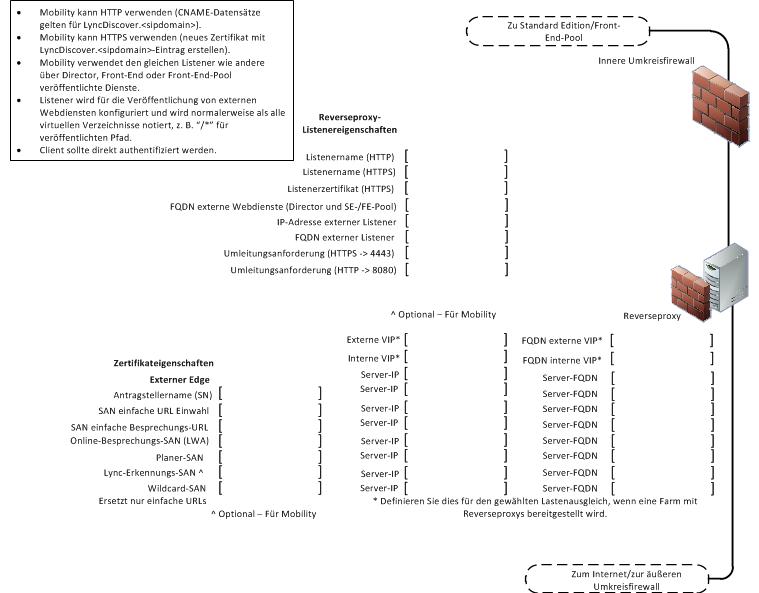 • Mobility kann HTTP verwenden (CNAME-Datensätze
gelten für LyncDiscover.<sipdomain>).
• Mobility kann HTTPS verwenden (neues Zertifikat mit
LyncDiscover.<sipdomain>-Eintrag erstellen).
• Mobility verwendet den gleichen Listener wie andere
über Director, Front-End oder Front-End-Pool
veröffentlichte Dienste.
• Listener wird für die Veröffentlichung von externen
Webdiensten konfiguriert und wird normalerweise als alle
virtuellen Verzeichnisse notiert, z. B. "/*" für
veröffentlichten Pfad.
• Client sollte direkt authentifiziert werden.
Zu Standard Edition/Front-
End-Pool
Innere Umkreisfirewall
Reverseproxy-
Listenereigenschaften
Listenername (HTTP) [ ]
Listenername (HTTPS) [ ]
Listenerzertifikat (HTTPS) [ ]
FQDN externe Webdienste (Director und SE-/FE-Pool) [ ]
IP-Adresse externer Listener [ ]
FQDN externer Listener [ ]
Umleitungsanforderung (HTTPS -> 4443) [ ]
Umleitungsanforderung (HTTP -> 8080) [ ]
^ Optional – Für Mobility
Reverseproxy
Externe VIP* [ ]
Interne VIP* [ ]
Server-IP [ ]
Server-IP [ ]
Server-IP [ ]
Server-IP [ ]
Server-IP [ ]
Server-IP [ ]
Server-IP [ ]
Server-IP [ ]
FQDN externe VIP* [ ]
FQDN interne VIP* [ ]
Server-FQDN [ ]
Server-FQDN [ ]
Server-FQDN [ ]
Server-FQDN [ ]
Server-FQDN [ ]
Server-FQDN [ ]
Server-FQDN [ ]
Server-FQDN [ ]
* Definieren Sie dies für den gewählten Lastenausgleich, wenn eine Farm mit
Reverseproxys bereitgestellt wird.
Zertifikateigenschaften
Externer Edge
Antragstellername (SN) [ ]
SAN einfache URL Einwahl [ ]
SAN einfache Besprechungs-URL [ ]
Online-Besprechungs-SAN (LWA) [ ]
Planer-SAN [ ]
Lync-Erkennungs-SAN ^ [ ]
Wildcard-SAN [ ]
Ersetzt nur einfache URLs
^ Optional – Für Mobility
Zum Internet/zur äußeren
Umkreisfirewall